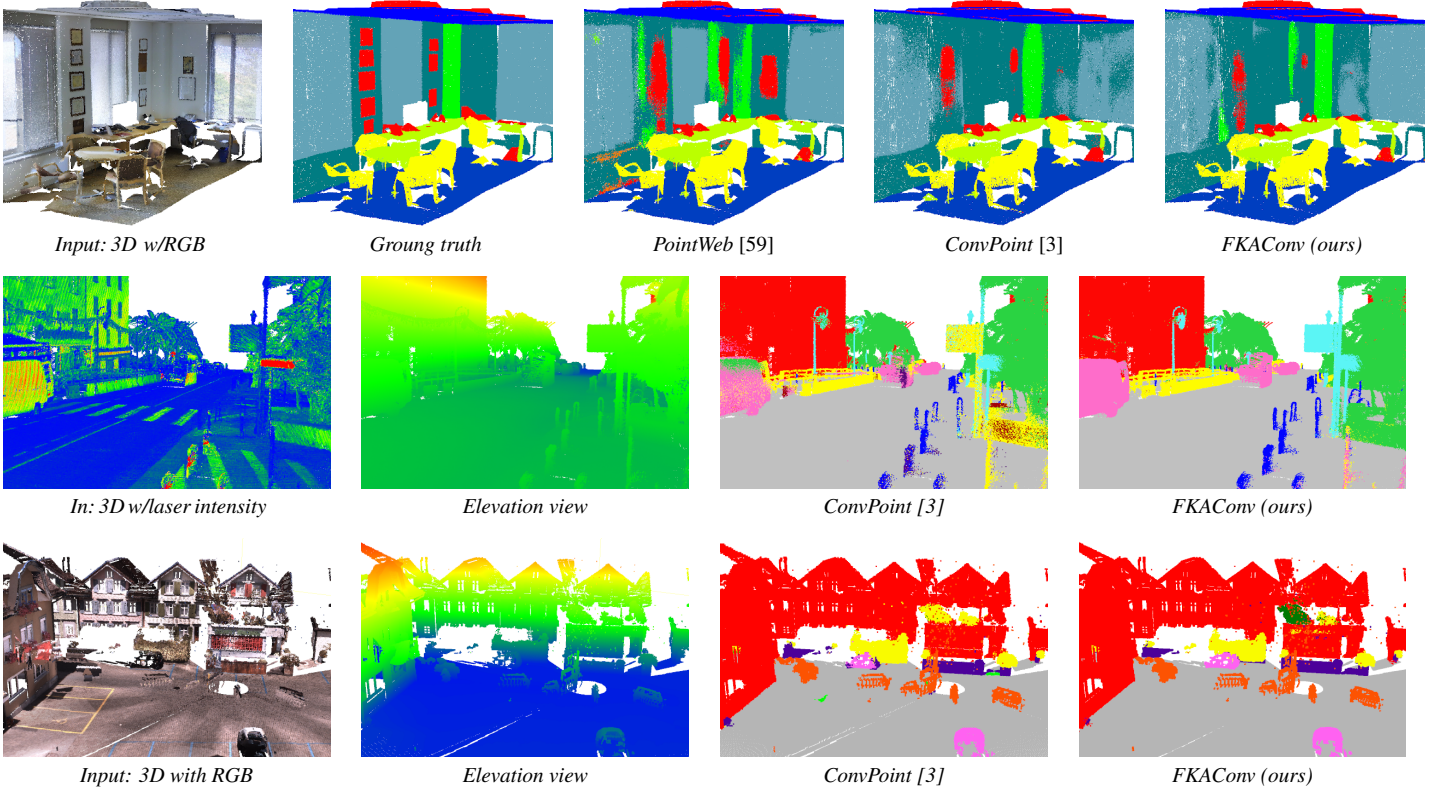 Input: 3D w/RGB
Groung truth
PointWeb [59]
ConvPoint [3]
FKAConv (ours)
In: 3D w/laser intensity
Elevation view
ConvPoint [3]
FKAConv (ours)
Input: 3D with RGB
Elevation view
ConvPoint [3]
FKAConv (ours)